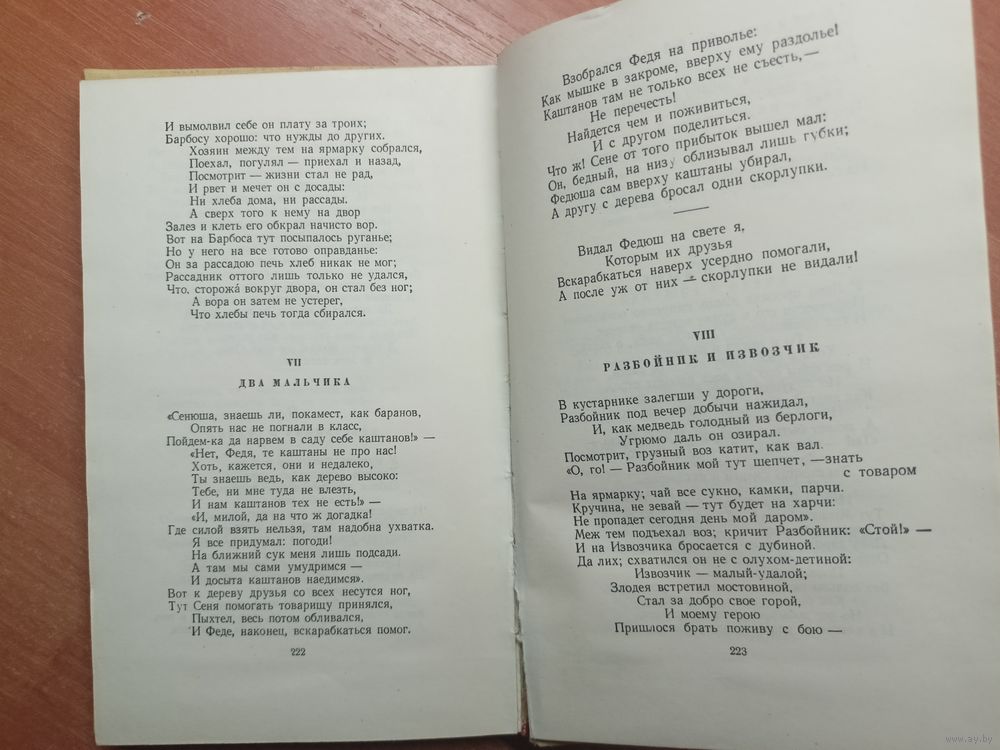 И вымолвил себе он плату за троих;
Барбосу хорошо: что нужды до других.
Хозяин между тем на ярмарку собрался,
Поехал, погулял — приехал и назад,
Посмотрит — жизни стал не рад,
И рвет и мечет он с досады:
Ни хлеба дома, ни рассады.
А сверх того к нему на двор
Залез и клеть его обкрал начисто вор.
Вот на Барбоса тут посыпалось руганье;
Но у него на все готово оправданье:
Он за рассадою печь хлеб никак не мог;
Рассадник оттого лишь только не удался,
Что, сторожа́ вокруг двора, он стал без ног;
А вора он затем не устерег,
Что хлебы печь тогда сбирался.
VII
ДВА МАЛЬЧИКА
«Сенюша, знаешь ли, покамест, как баранов,
Опять нас не погнали в класс,
Пойдем-ка да нарвем в саду себе каштанов!» —
«Нет, Федя, те каштаны не про нас!
Хоть, кажется, они и недалеко,
Ты знаешь ведь, как дерево высоко:
Тебе, ни мне туда не влезть,
И нам каштанов тех не есть!» —
«И, милой, да на что ж догадка!
Где силой взять нельзя, там надобна ухватка.
Я все придумал: погоди!
На ближний сук меня лишь подсади.
А там мы сами умудримся —
И досыта каштанов наедимся».
Вот к дереву друзья со всех несутся ног,
Тут Сеня помогать товарищу принялся,
Пыхтел, весь потом обливался,
И Феде, наконец, вскарабкаться помог.
222
Взобрался Федя на приволье:
Как мышке в закроме, вверху ему раздолье!
Каштанов там не только всех не съесть,—
Не перечесть!
Найдется чем и поживиться,
И с другом поделиться.
Что ж! Сене от того прибыток вышел мал:
Он, бедный, на низу облизывал лишь губки;
Федюша сам вверху каштаны убирал,
А другу с дерева бросал одни скорлупки.
Видал Федюш на свете я,
Которым их друзья
Вскарабкаться наверх усердно помогали,
А после уж от них — скорлупки не видали!
VIII
РАЗБОЙНИК И ИЗВОЗЧИК
В кустарнике залегши у дороги,
Разбойник под вечер добычи нажидал,
И, как медведь голодный из берлоги,
Угрюмо даль он озирал.
Посмотрит, грузный воз катит, как вал.
«О, го! — Разбойник мой тут шепчет,—знать
с товаром
На ярмарку; чай все сукно, камки, парчи.
Кручина, не зевай — тут будет на харчи:
Не пропадет сегодня день мой даром».
Меж тем подъехал воз; кричит Разбойник: «Стой!» —
И на Извозчика бросается с дубиной.
Да лих; схватился он не с олухом-детиной:
Извозчик — малый-удалой;
Злодея встретил мостовиной,
Стал за добро свое горой,
И моему герою
Пришлося брать поживу с бою —
223
www.ay.by